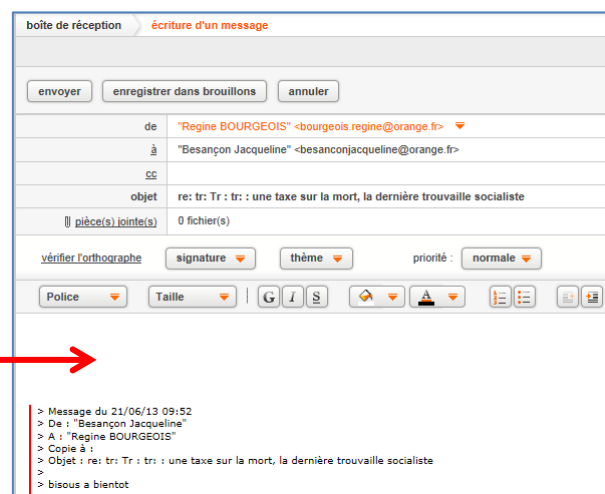 boîte de réception écriture d'un message
envoyer enregistrer dans brouillons annuler
de "Regine BOURGEOIS" <bourgeois.regine@orange.fr>
à "Besançon Jacqueline" <besanconjacqueline@orange.fr>
cc
objet re: tr: Tr : tr: : une taxe sur la mort, la dernière trouvaille socialiste
pièce(s) jointe(s) 0 fichier(s)
vérifier l'orthographe signature thème priorité : normale
Police Taille G I S A
> Message du 21/06/13 09:52
> De : "Besançon Jacqueline"
> A : "Regine BOURGEOIS"
> Copie à :
> Objet : re: tr: Tr : tr: : une taxe sur la mort, la dernière trouvaille socialiste
>
> bisous a bientot